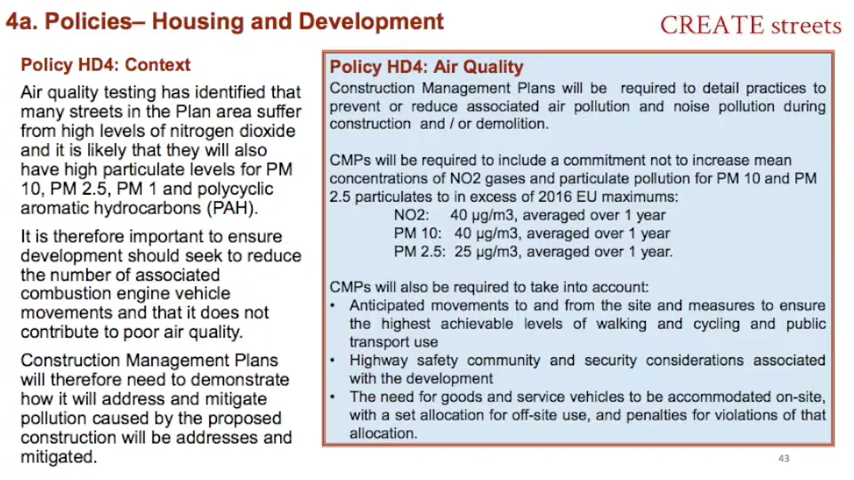 4a. Policies– Housing and Development
CREATE streets
Policy HD4: Context
Air quality testing has identified that
many streets in the Plan area suffer
from high levels of nitrogen dioxide
and it is likely that they will also
have high particulate levels for PM
10, PM 2.5, PM 1 and polycyclic
aromatic hydrocarbons (PAH).
It is therefore important to ensure
development should seek to reduce
the number of associated
combustion engine vehicle
movements and that it does not
contribute to poor air quality.
Construction Management Plans
will therefore need to demonstrate
how it will address and mitigate
pollution caused by the proposed
construction will be addresses and
mitigated.
Policy HD4: Air Quality
Construction Management Plans will be required to detail practices to
prevent or reduce associated air pollution and noise pollution during
construction and / or demolition.
CMPs will be required to include a commitment not to increase mean
concentrations of NO2 gases and particulate pollution for PM 10 and PM
2.5 particulates to in excess of 2016 EU maximums:
NO2: 40 µg/m3, averaged over 1 year
PM 10: 40 µg/m3, averaged over 1 year
PM 2.5: 25 µg/m3, averaged over 1 year.
CMPs will also be required to take into account:
• Anticipated movements to and from the site and measures to ensure
the highest achievable levels of walking and cycling and public
transport use
• Highway safety community and security considerations associated
with the development
• The need for goods and service vehicles to be accommodated on-site,
with a set allocation for off-site use, and penalties for violations of that
allocation.
43